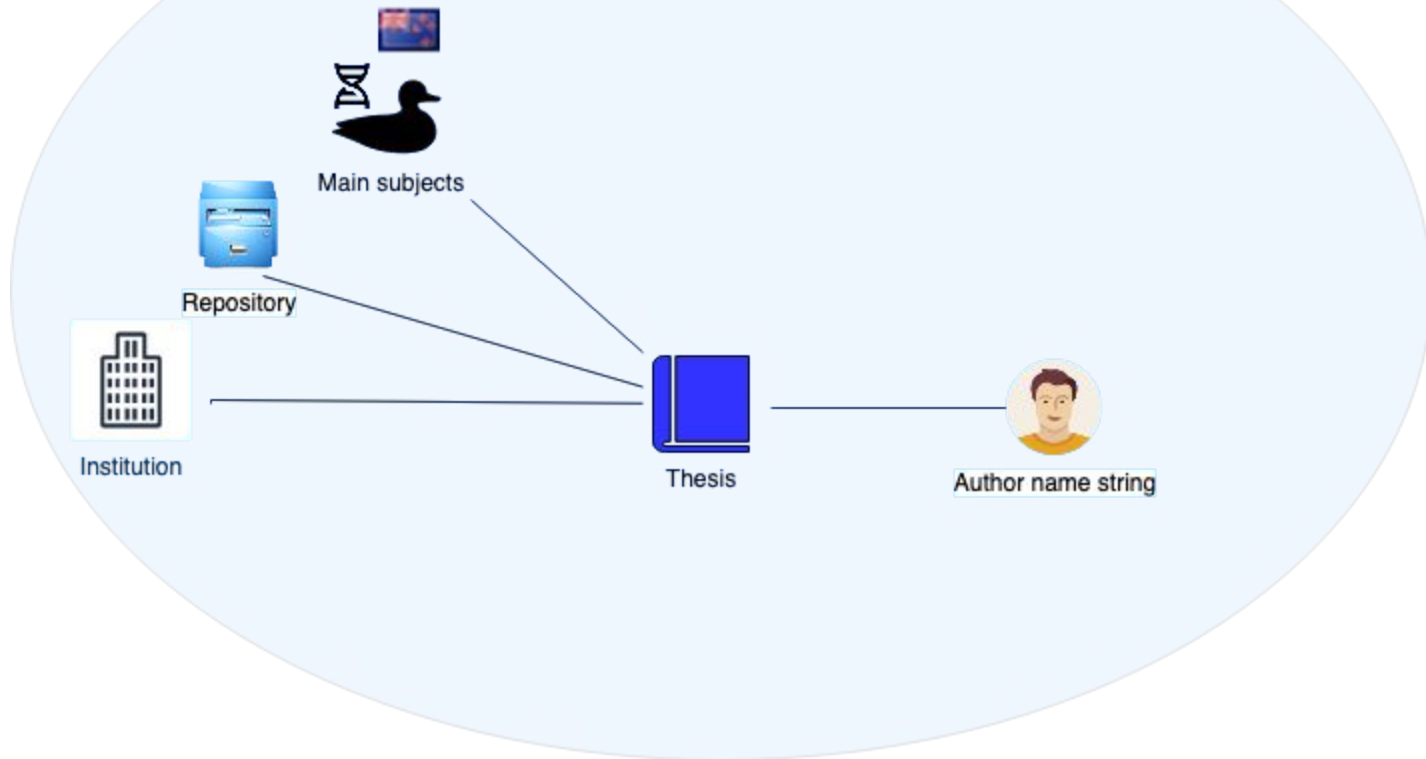 Main subjects
Repository
Institution
Thesis
Author name string